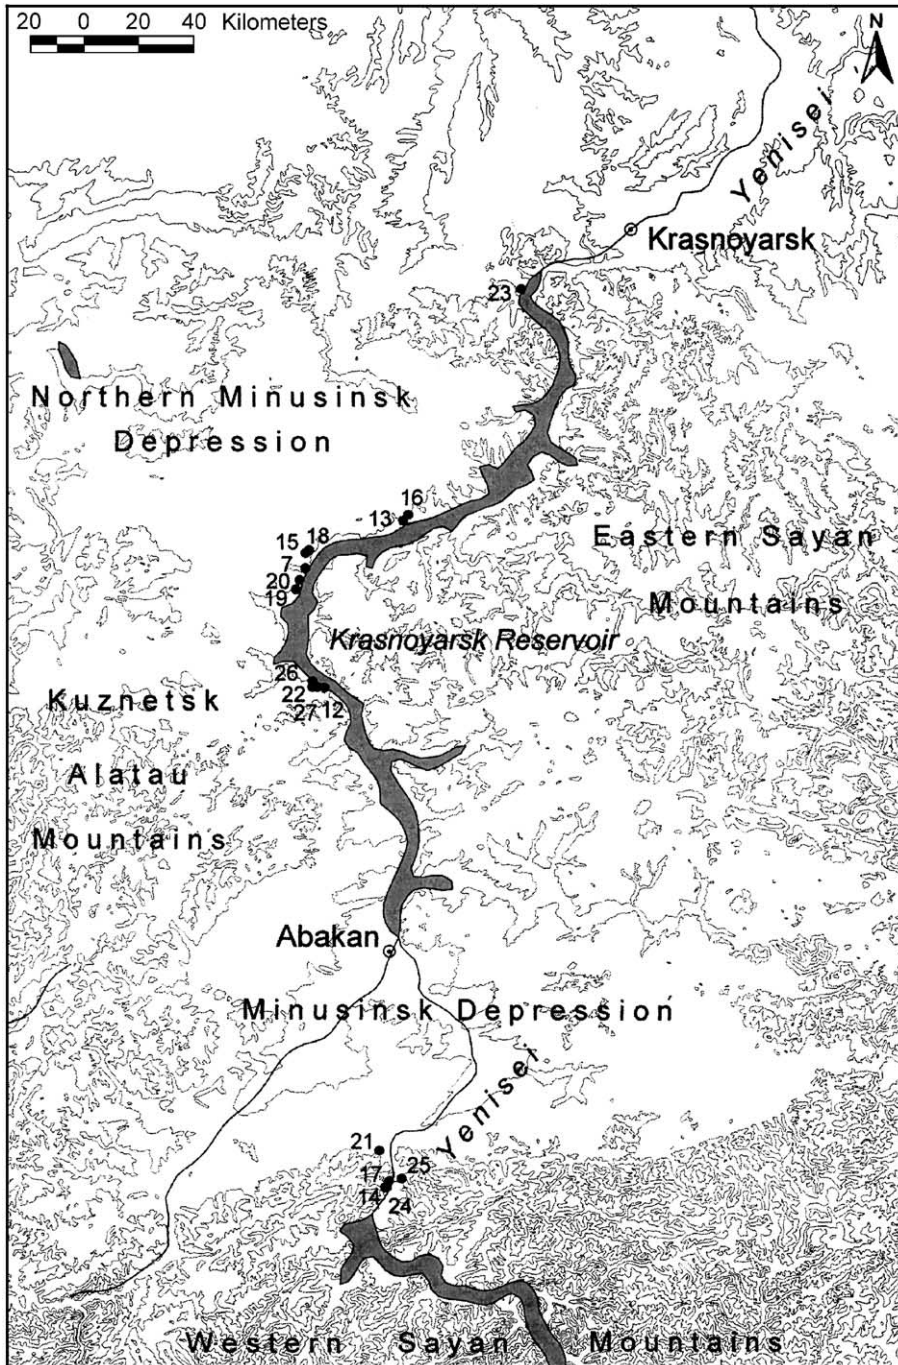 20 0 20 40 Kilometers
N
Yenisei
Krasnoyarsk
23
Northern Minusinsk
Depression
16
13
15 18
7
20
19
Eastern Sayan
Mountains
Krasnoyarsk Reservoir
26
22
27 12
Kuznetsk
Alatau
Mountains
Abakan
Minusinsk Depression
Yenisei
21
17 25
14 24
Western Sayan Mountains